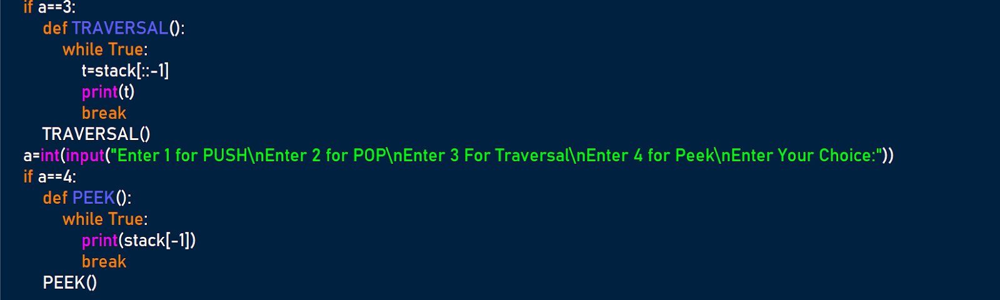 if a==3:
def TRAVERSAL():
while True:
t=stack[::-1]
print(t)
break
TRAVERSAL()
a=int(input("Enter 1 for PUSH\nEnter 2 for POP\nEnter 3 For Traversal\nEnter 4 for Peek\nEnter Your Choice:"))
if a==4:
def PEEK():
while True:
print(stack[-1])
break
PEEK()